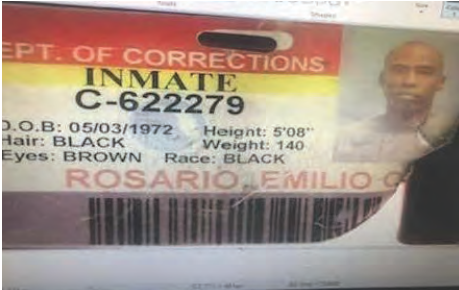 EPT. OF CORRECTIONS
INMATE
C-622279
D.O.B: 05/03/1972 Height: 5'08"
Hair: BLACK Weight: 140
Eyes: BROWN Race: BLACK
ROSARIO, EMILIO